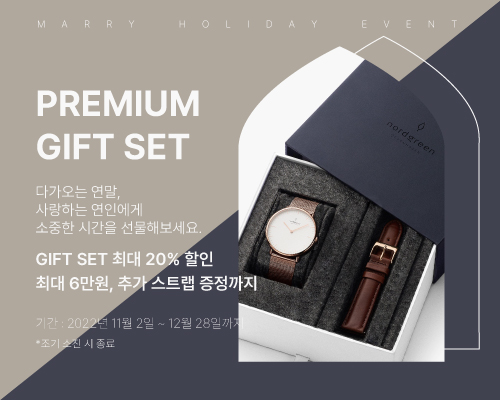 MARRY HOLIDAY EVENT
PREMIUM
GIFT SET
다가오는 연말,
사랑하는 연인에게
소중한 시간을 선물해보세요.
GIFT SET 최대 20% 할인
최대 6만원, 추가 스트랩 증정까지
기간 : 2022년 11월 2일 ~ 12월 28일까지
*조기 소진 시 종료
nordgreen